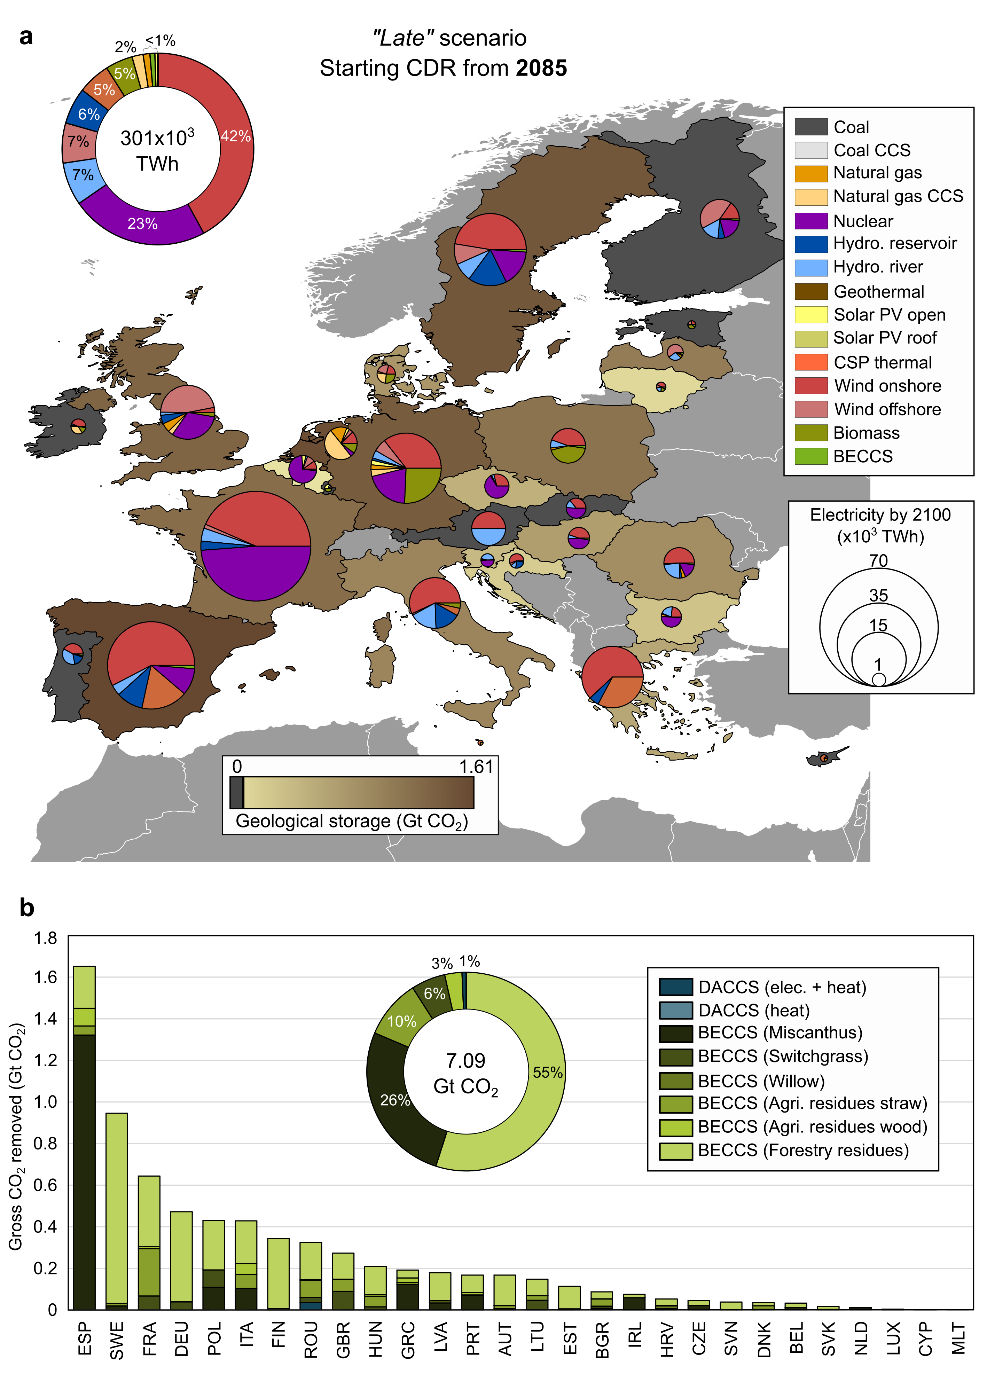 a
"Late" scenario
Starting CDR from 2085
2%
<1%
5%
5%
6%
7%
7%
23%
42%
301x10³
TWh
Coal
Coal CCS
Natural gas
Natural gas CCS
Nuclear
Hydro. reservoir
Hydro. river
Geothermal
Solar PV open
Solar PV roof
CSP thermal
Wind onshore
Wind offshore
Biomass
BECCS
Electricity by 2100
(x10³ TWh)
70
35
15
1
0
1.61
Geological storage (Gt CO₂)
b
Gross CO₂ removed (Gt CO₂)
1.8
1.6
1.4
1.2
1.0
0.8
0.6
0.4
0.2
0
3%
1%
6%
10%
26%
55%
7.09
Gt CO₂
DACCS (elec. + heat)
DACCS (heat)
BECCS (Miscanthus)
BECCS (Switchgrass)
BECCS (Willow)
BECCS (Agri. residues straw)
BECCS (Agri. residues wood)
BECCS (Forestry residues)
ESP
SWE
FRA
DEU
POL
ITA
FIN
ROU
GBR
HUN
GRC
LVA
PRT
AUT
LTU
EST
BGR
IRL
HRV
CZE
SVN
DNK
BEL
SVK
NLD
LUX
CYP
MLT